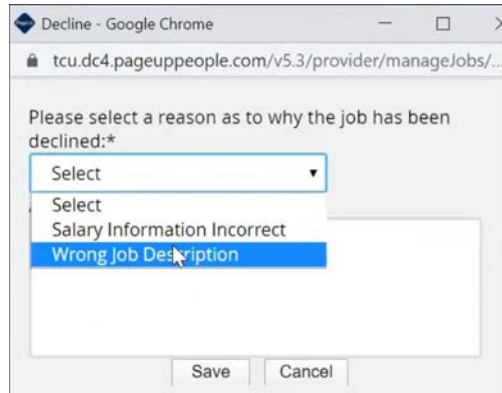 Decline - Google Chrome
tcu.dc4.pageuppeople.com/v5.3/provider/manageJobs/...
Please select a reason as to why the job has been
declined:*
Select
Select
Salary Information Incorrect
Wrong Job Description
Save Cancel